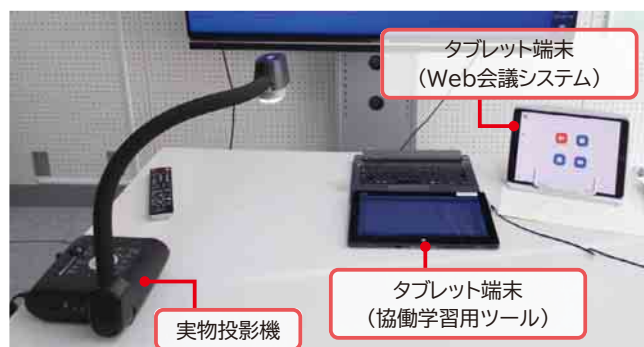 タブレット端末
（Web会議システム）
タブレット端末
（協働学習用ツール）
実物投影機